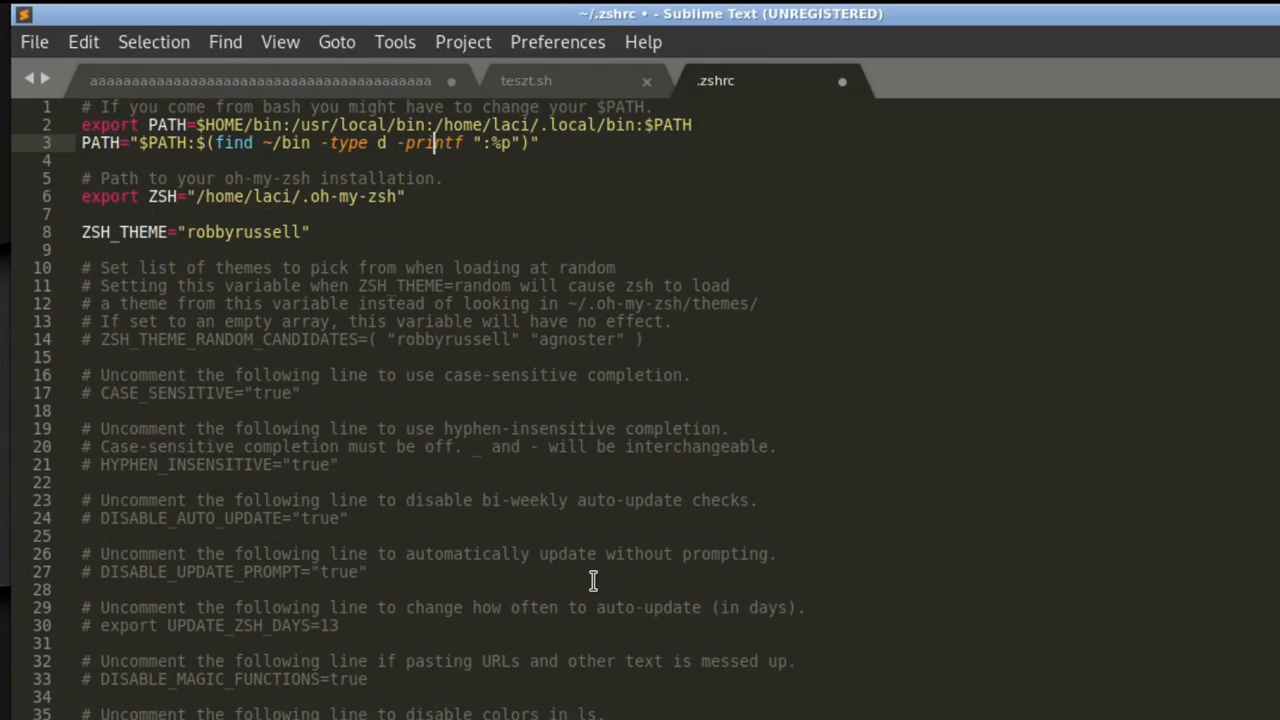 ~/.zshrc • - Sublime Text (UNREGISTERED)
File Edit Selection Find View Goto Tools Project Preferences Help
aaaaaaaaaaaaaaaaaaaaaaaaaaaaaaaaaaaaaaaaa teszt.sh .zshrc
1 # If you come from bash you might have to change your $PATH.
2 export PATH=$HOME/bin:/usr/local/bin:/home/laci/.local/bin:$PATH
3 PATH="$PATH:$(find ~/bin -type d -printf ":%p")"
4
5 # Path to your oh-my-zsh installation.
6 export ZSH="/home/laci/.oh-my-zsh"
7
8 ZSH_THEME="robbyrussell"
9
10 # Set list of themes to pick from when loading at random
11 # Setting this variable when ZSH_THEME=random will cause zsh to load
12 # a theme from this variable instead of looking in ~/.oh-my-zsh/themes/
13 # If set to an empty array, this variable will have no effect.
14 # ZSH_THEME_RANDOM_CANDIDATES=( "robbyrussell" "agnoster" )
15
16 # Uncomment the following line to use case-sensitive completion.
17 # CASE_SENSITIVE="true"
18
19 # Uncomment the following line to use hyphen-insensitive completion.
20 # Case-sensitive completion must be off. _ and - will be interchangeable.
21 # HYPHEN_INSENSITIVE="true"
22
23 # Uncomment the following line to disable bi-weekly auto-update checks.
24 # DISABLE_AUTO_UPDATE="true"
25
26 # Uncomment the following line to automatically update without prompting.
27 # DISABLE_UPDATE_PROMPT="true"
28
29 # Uncomment the following line to change how often to auto-update (in days).
30 # export UPDATE_ZSH_DAYS=13
31
32 # Uncomment the following line if pasting URLs and other text is messed up.
33 # DISABLE_MAGIC_FUNCTIONS=true
34
35 # Uncomment the following line to disable colors in ls.